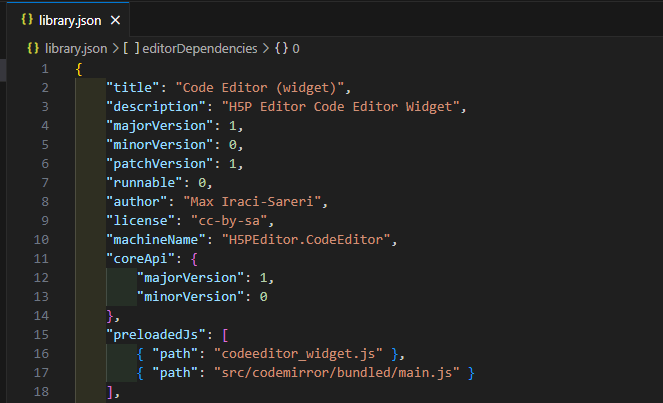 {} library.json ×
{} library.json > [ ] editorDependencies > {} 0
1 {
2 "title": "Code Editor (widget)",
3 "description": "H5P Editor Code Editor Widget",
4 "majorVersion": 1,
5 "minorVersion": 0,
6 "patchVersion": 1,
7 "runnable": 0,
8 "author": "Max Iraci-Sareri",
9 "license": "cc-by-sa",
10 "machineName": "H5PEditor.CodeEditor",
11 "coreApi": {
12 "majorVersion": 1,
13 "minorVersion": 0
14 },
15 "preloadedJs": [
16 { "path": "codeeditor_widget.js" },
17 { "path": "src/codemirror/bundled/main.js" }
18 ],